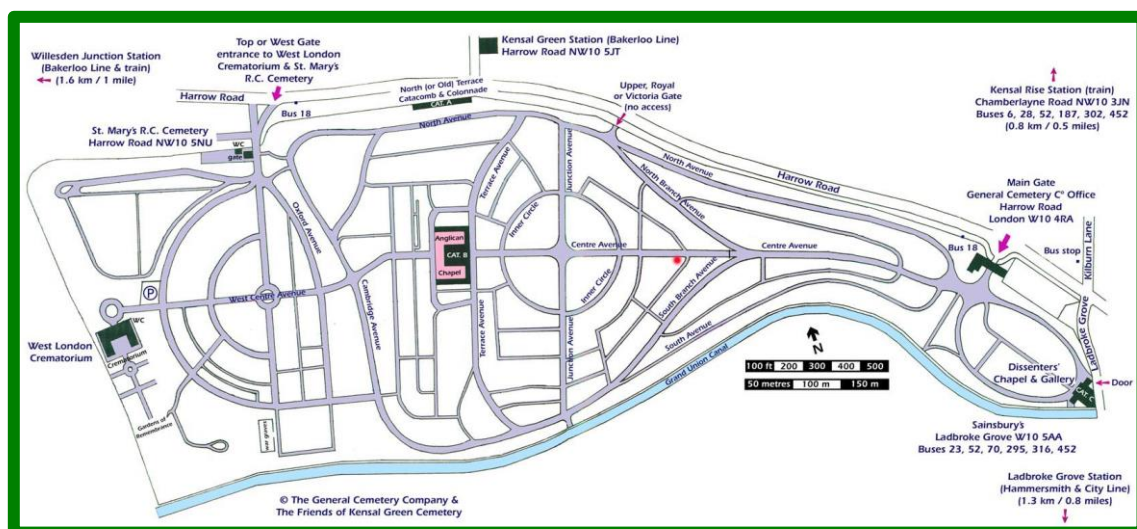 Willesden Junction Station
(Bakerloo Line & train)
(1.6 km / 1 mile)
Top or West Gate
entrance to West London
Crematorium & St. Mary's
R.C. Cemetery
Kensal Green Station (Bakerloo Line)
Harrow Road NW10 5JT
Upper, Royal
or Victoria Gate
(no access)
Kensal Rise Station (train)
Chamberlayne Road NW10 3JN
Buses 6, 28, 52, 187, 302, 452
(0.8 km / 0.5 miles)
Harrow Road
Bus 18
North (or Old) Terrace
Catacomb & Colonnade
CAT. A
St. Mary's R.C. Cemetery
Harrow Road NW10 5NU
WC
gate
North Avenue
Terrace Avenue
Junction Avenue
North Avenue
North Branch Avenue
Harrow Road
Main Gate
General Cemetery Cº Office
Harrow Road
London W10 4RA
Bus 18
Bus stop
Kilburn Lane
Oxford Avenue
Inner Circle
Anglican
CAT. B
Chapel
Centre Avenue
Centre Avenue
Inner Circle
South Branch Avenue
P
West Centre Avenue
Cambridge Avenue
Terrace Avenue
Junction Avenue
South Avenue
Grand Union Canal
N
Ladbroke Grove
WC
West London
Crematorium
Crematorium
Gardens of
Remembrance
war graves
100 ft 200 300 400 500
50 metres 100 m 150 m
Dissenters'
Chapel & Gallery
CAT. C
Door
Sainsbury's
Ladbroke Grove W10 5AA
Buses 23, 52, 70, 295, 316, 452
Ladbroke Grove Station
(Hammersmith & City Line)
(1.3 km / 0.8 miles)
© The General Cemetery Company &
The Friends of Kensal Green Cemetery